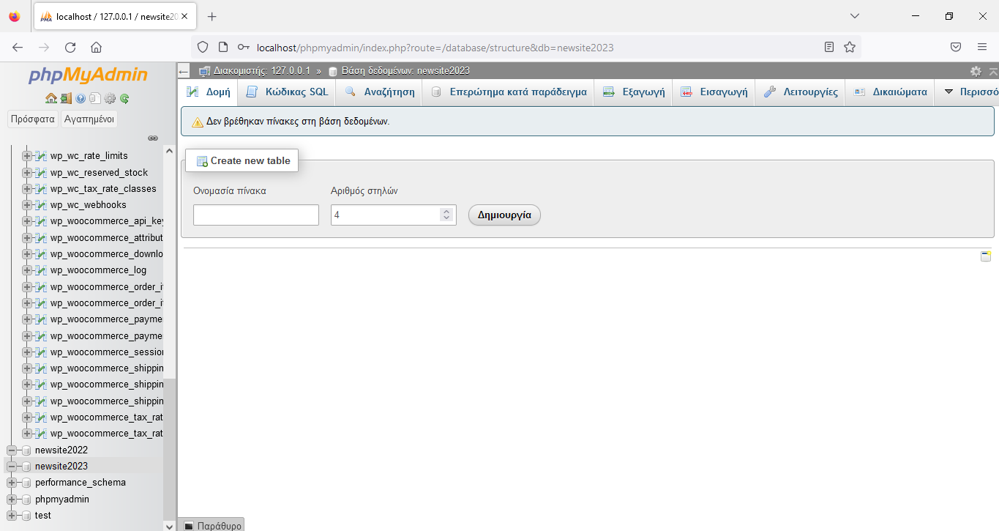 localhost / 127.0.0.1 / newsite20
localhost/phpmyadmin/index.php?route=/database/structure&db=newsite2023
phpMyAdmin
Πρόσφατα Αγαπημένοι
wp_wc_rate_limits
wp_wc_reserved_stock
wp_wc_tax_rate_classes
wp_wc_webhooks
wp_woocommerce_api_key
wp_woocommerce_attribut
wp_woocommerce_downlo
wp_woocommerce_log
wp_woocommerce_order_it
wp_woocommerce_order_it
wp_woocommerce_payme
wp_woocommerce_payme
wp_woocommerce_session
wp_woocommerce_shippin
wp_woocommerce_shippin
wp_woocommerce_shippin
wp_woocommerce_tax_rat
wp_woocommerce_tax_rat
newsite2022
newsite2023
performance_schema
phpmyadmin
test
Διακομιστής: 127.0.0.1 » Βάση δεδομένων: newsite2023
Δομή Κώδικας SQL Αναζήτηση Επερώτημα κατά παράδειγμα Εξαγωγή Εισαγωγή Λειτουργίες Δικαιώματα Περισσό
Δεν βρέθηκαν πίνακες στη βάση δεδομένων.
Create new table
Ονομασία πίνακα Αριθμός στηλών
4 Δημιουργία
Παράθυρο